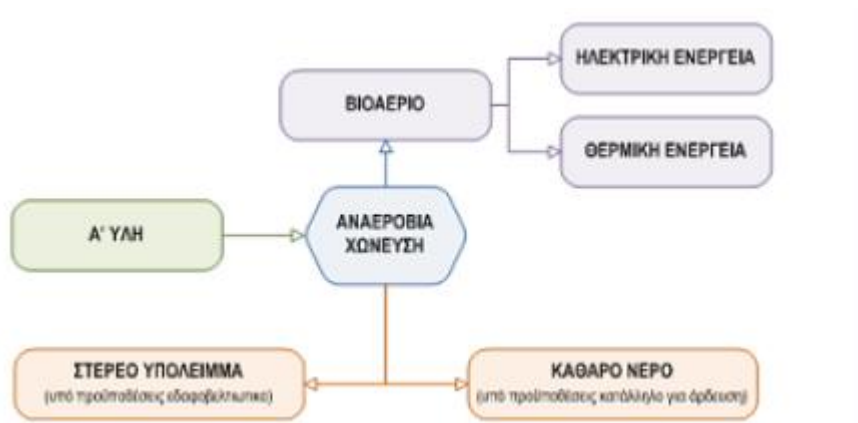 ΗΛΕΚΤΡΙΚΗ ΕΝΕΡΓΕΙΑ
ΒΙΟΑΕΡΙΟ
ΘΕΡΜΙΚΗ ΕΝΕΡΓΕΙΑ
Α' ΥΛΗ
ΑΝΑΕΡΟΒΙΑ
ΧΩΝΕΥΣΗ
ΣΤΕΡΕΟ ΥΠΟΛΕΙΜΜΑ
(υπό προϋποθέσεις εδαφοβελτιωτικό)
ΚΑΘΑΡΟ ΝΕΡΟ
(υπό προϋποθέσεις κατάλληλο για άρδευση)